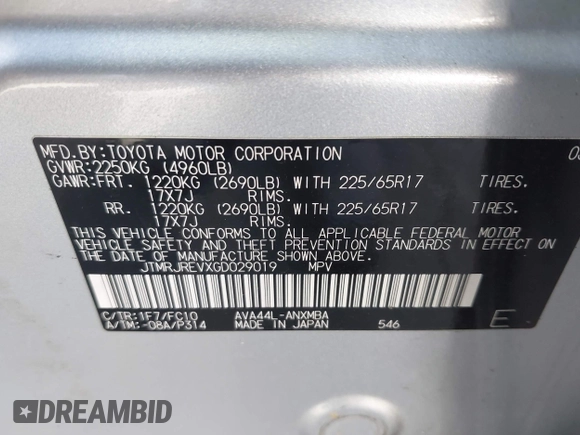 MFD.BY:TOYOTA MOTOR CORPORATION
GVWR:2250KG (4960LB)
GAWR:FRT. 1220KG (2690LB) WITH 225/65R17 TIRES.
17X7J RIMS.
RR. 1220KG (2690LB) WITH 225/65R17 TIRES.
17X7J RIMS.
THIS VEHICLE CONFORMS TO ALL APPLICABLE FEDERAL MOTOR
VEHICLE SAFETY AND THEFT PREVENTION STANDARDS IN EFFECT ON
THE DATE OF MANUFACTURE SHOWN ABOVE.
JTMRJREVXGD029019 MPV
C/TR:1F7/FC10 AVA44L-ANXMBA
A/TM:-08A/P314 MADE IN JAPAN 546 E
DREAMBID